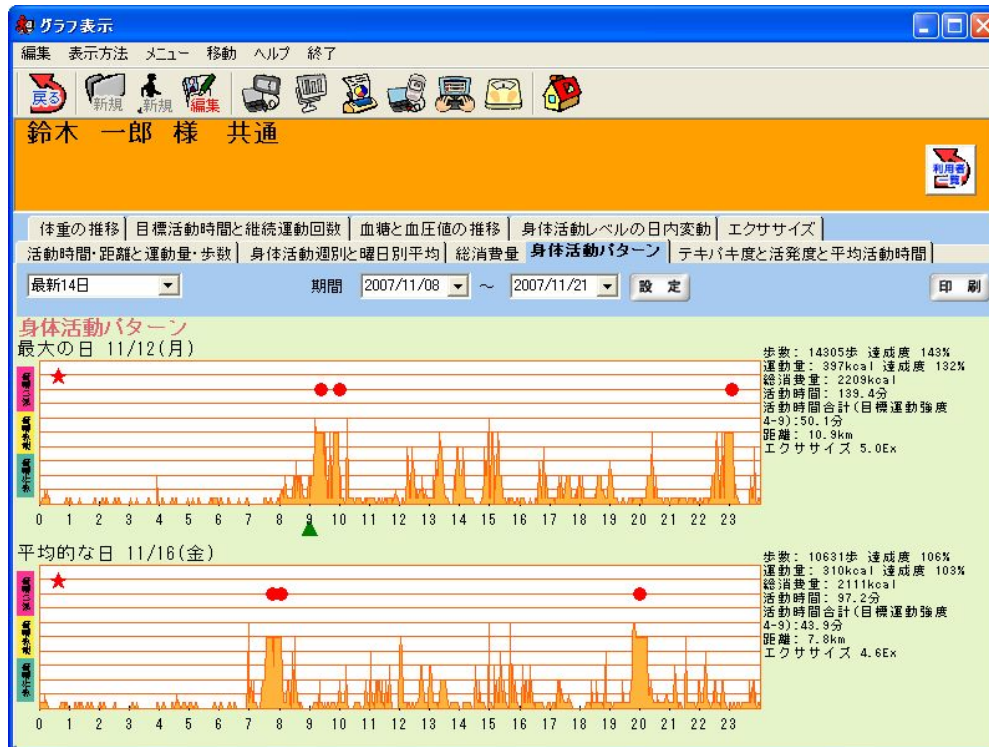 グラフ表示
編集 表示方法 メニュー 移動 ヘルプ 終了
戻る 新規 新規 編集
鈴木 一郎 様 共通
利用者一覧
体重の推移 目標活動時間と継続運動回数 血糖と血圧値の推移 身体活動レベルの日内変動 エクササイズ
活動時間・距離と運動量・歩数 身体活動週別と曜日別平均 総消費量 身体活動パターン テキパキ度と活発度と平均活動時間
最新14日 期間 2007/11/08 ～ 2007/11/21 設 定 印 刷
身体活動パターン
最大の日 11/12(月)
歩数: 14305歩 達成度 143%
運動量: 397kcal 達成度 132%
総消費量: 2209kcal
活動時間: 139.4分
活動時間合計(目標運動強度
4-9):50.1分
距離: 10.9km
エクササイズ 5.0Ex
0 1 2 3 4 5 6 7 8 9 10 11 12 13 14 15 16 17 18 19 20 21 22 23
平均的な日 11/16(金)
歩数: 10631歩 達成度 106%
運動量: 310kcal 達成度 103%
総消費量: 2111kcal
活動時間: 97.2分
活動時間合計(目標運動強度
4-9):43.9分
距離: 7.8km
エクササイズ 4.6Ex
0 1 2 3 4 5 6 7 8 9 10 11 12 13 14 15 16 17 18 19 20 21 22 23